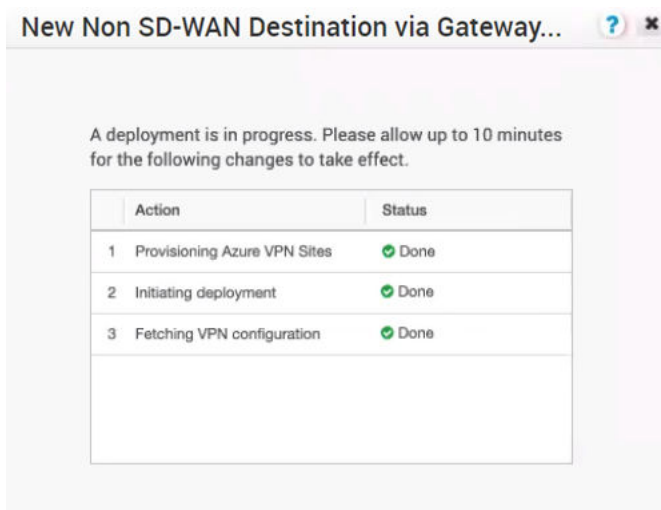 New Non SD-WAN Destination via Gateway...
?
A deployment is in progress. Please allow up to 10 minutes
for the following changes to take effect.
Action Status
1 Provisioning Azure VPN Sites Done
2 Initiating deployment Done
3 Fetching VPN configuration Done